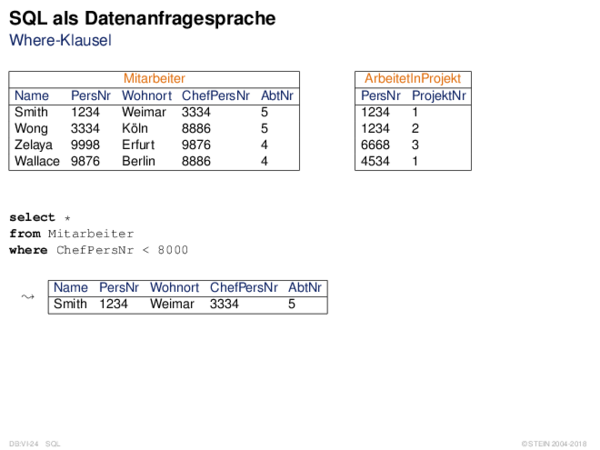 SQL als Datenanfragesprache
Where-Klausel
Mitarbeiter
Name PersNr Wohnort ChefPersNr AbtNr
Smith 1234 Weimar 3334 5
Wong 3334 Köln 8886 5
Zelaya 9998 Erfurt 9876 4
Wallace 9876 Berlin 8886 4
ArbeitetInProjekt
PersNr ProjektNr
1234 1
1234 2
6668 3
4534 1
select *
from Mitarbeiter
where ChefPersNr < 8000
⇝ Name PersNr Wohnort ChefPersNr AbtNr
Smith 1234 Weimar 3334 5
DB:VI-24 SQL
© STEIN 2004-2018